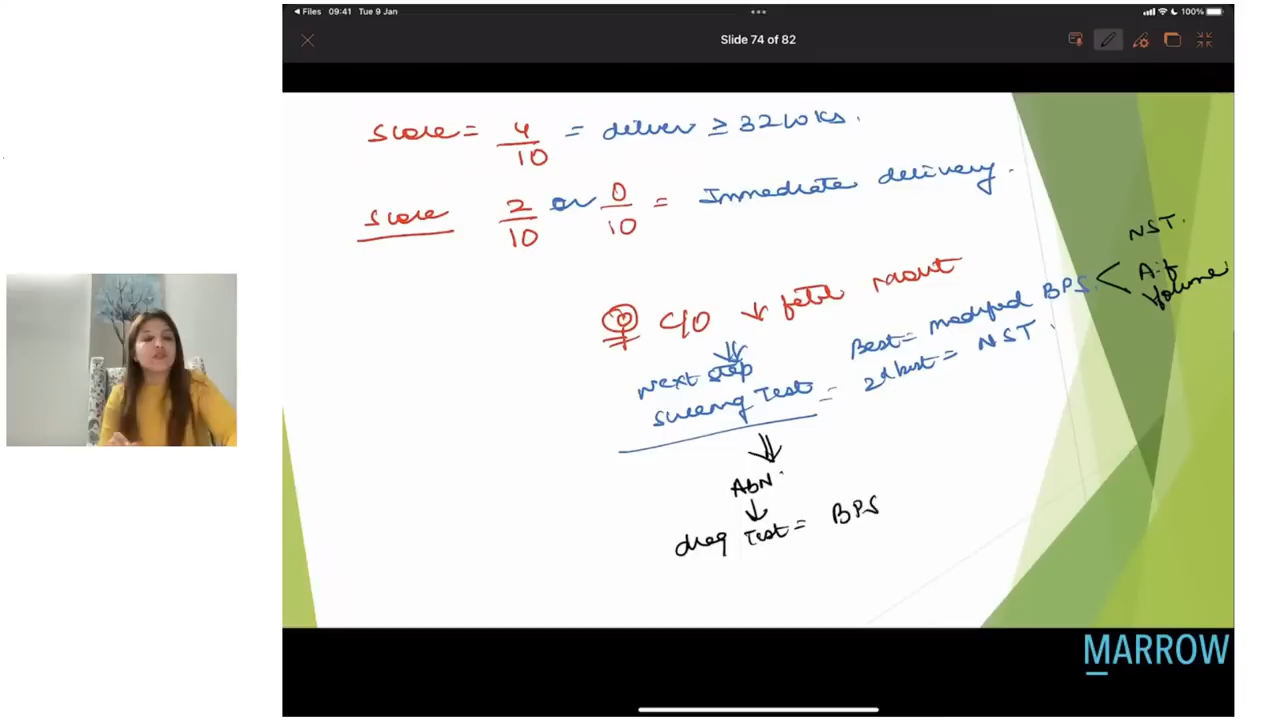 Files 09:41 Tue 9 Jan
100%
Slide 74 of 82
Score = 4/10 = deliver ≥ 32 wks.
Score 2/10 or 0/10 = Immediate delivery.
C/O ↓ fetal movt
Next step
Screening Test = Best = modified BPS. < NST.
A.f Volume
2nd best = NST.
AbN.
↓
diag Test = BPS
MARROW